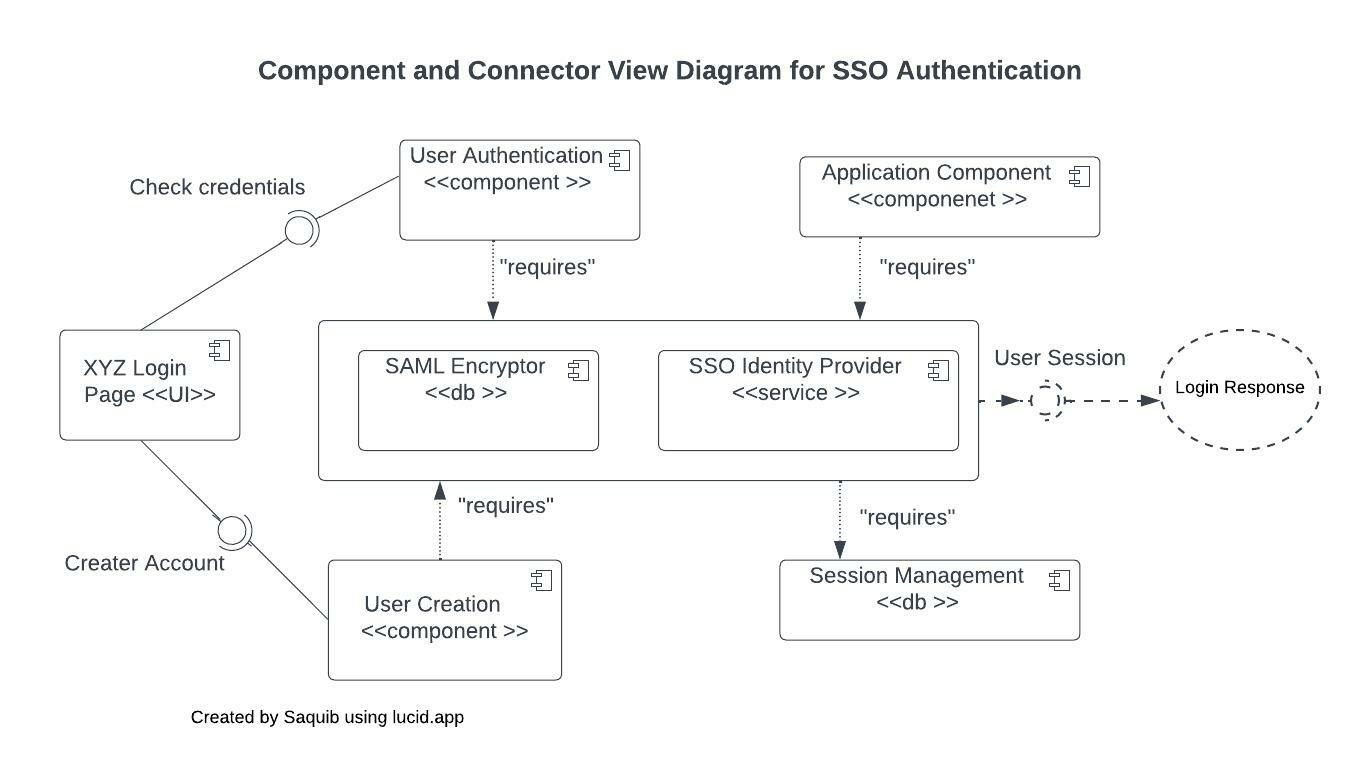 Component and Connector View Diagram for SSO Authentication
User Authentication
<<component >>
Application Component
<<componenet >>
Check credentials
"requires"
"requires"
XYZ Login
Page <<UI>>
SAML Encryptor
<<db >>
SSO Identity Provider
<<service >>
User Session
Login Response
"requires"
"requires"
Creater Account
User Creation
<<component >>
Session Management
<<db >>
Created by Saquib using lucid.app